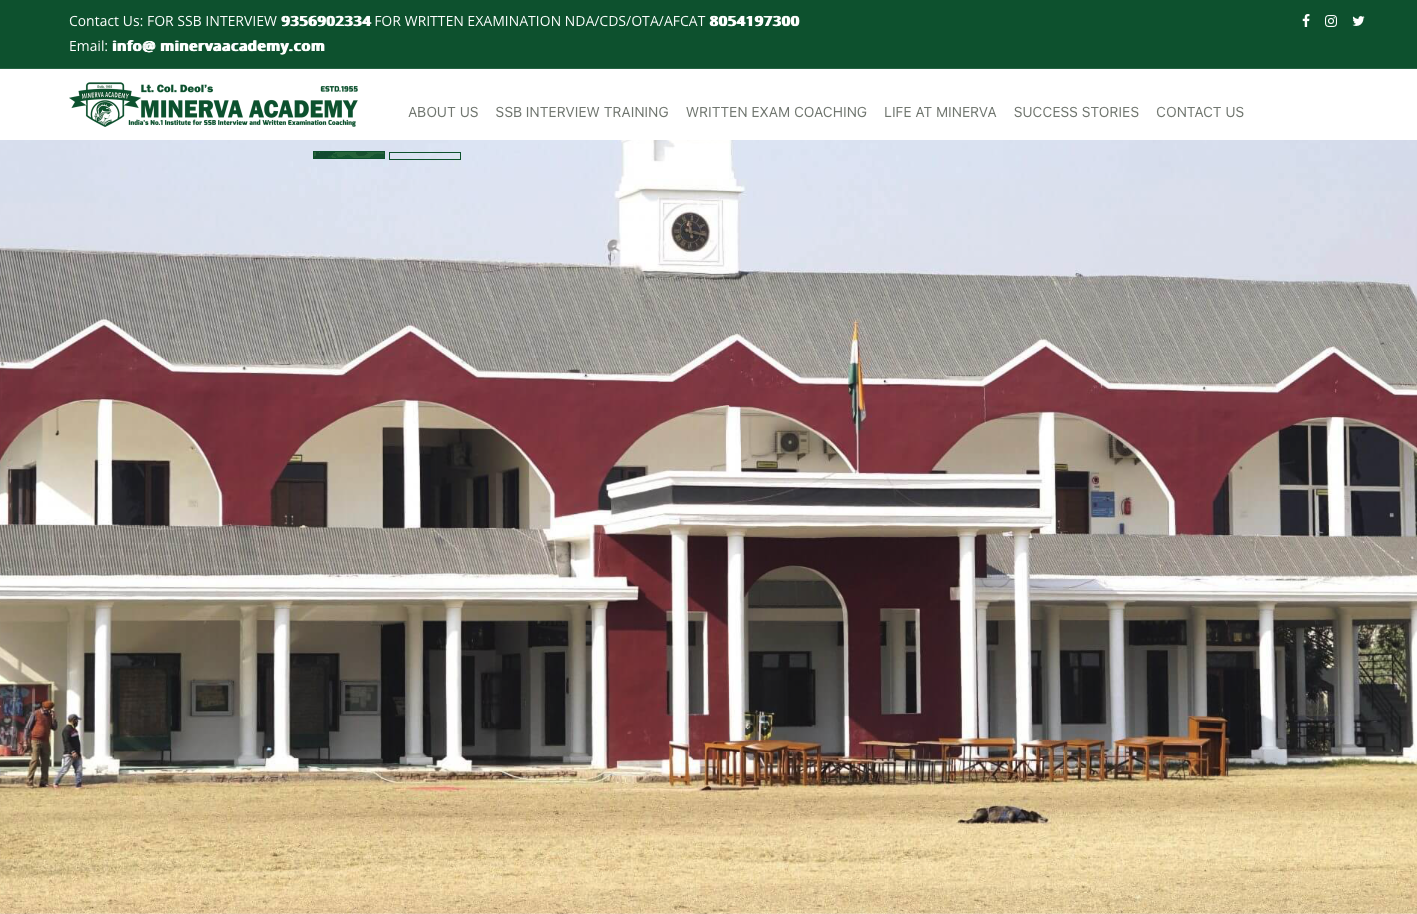 Contact Us: FOR SSB INTERVIEW 9356902334 FOR WRITTEN EXAMINATION NDA/CDS/OTA/AFCAT 8054197300
Email: info@ minervaacademy.com
Lt. Col. Deol's
ESTD.1955
MINERVA ACADEMY
MINERVA ACADEMY
India's No.1 Institute for SSB Interview and Written Examination Coaching
ABOUT US SSB INTERVIEW TRAINING WRITTEN EXAM COACHING LIFE AT MINERVA SUCCESS STORIES CONTACT US